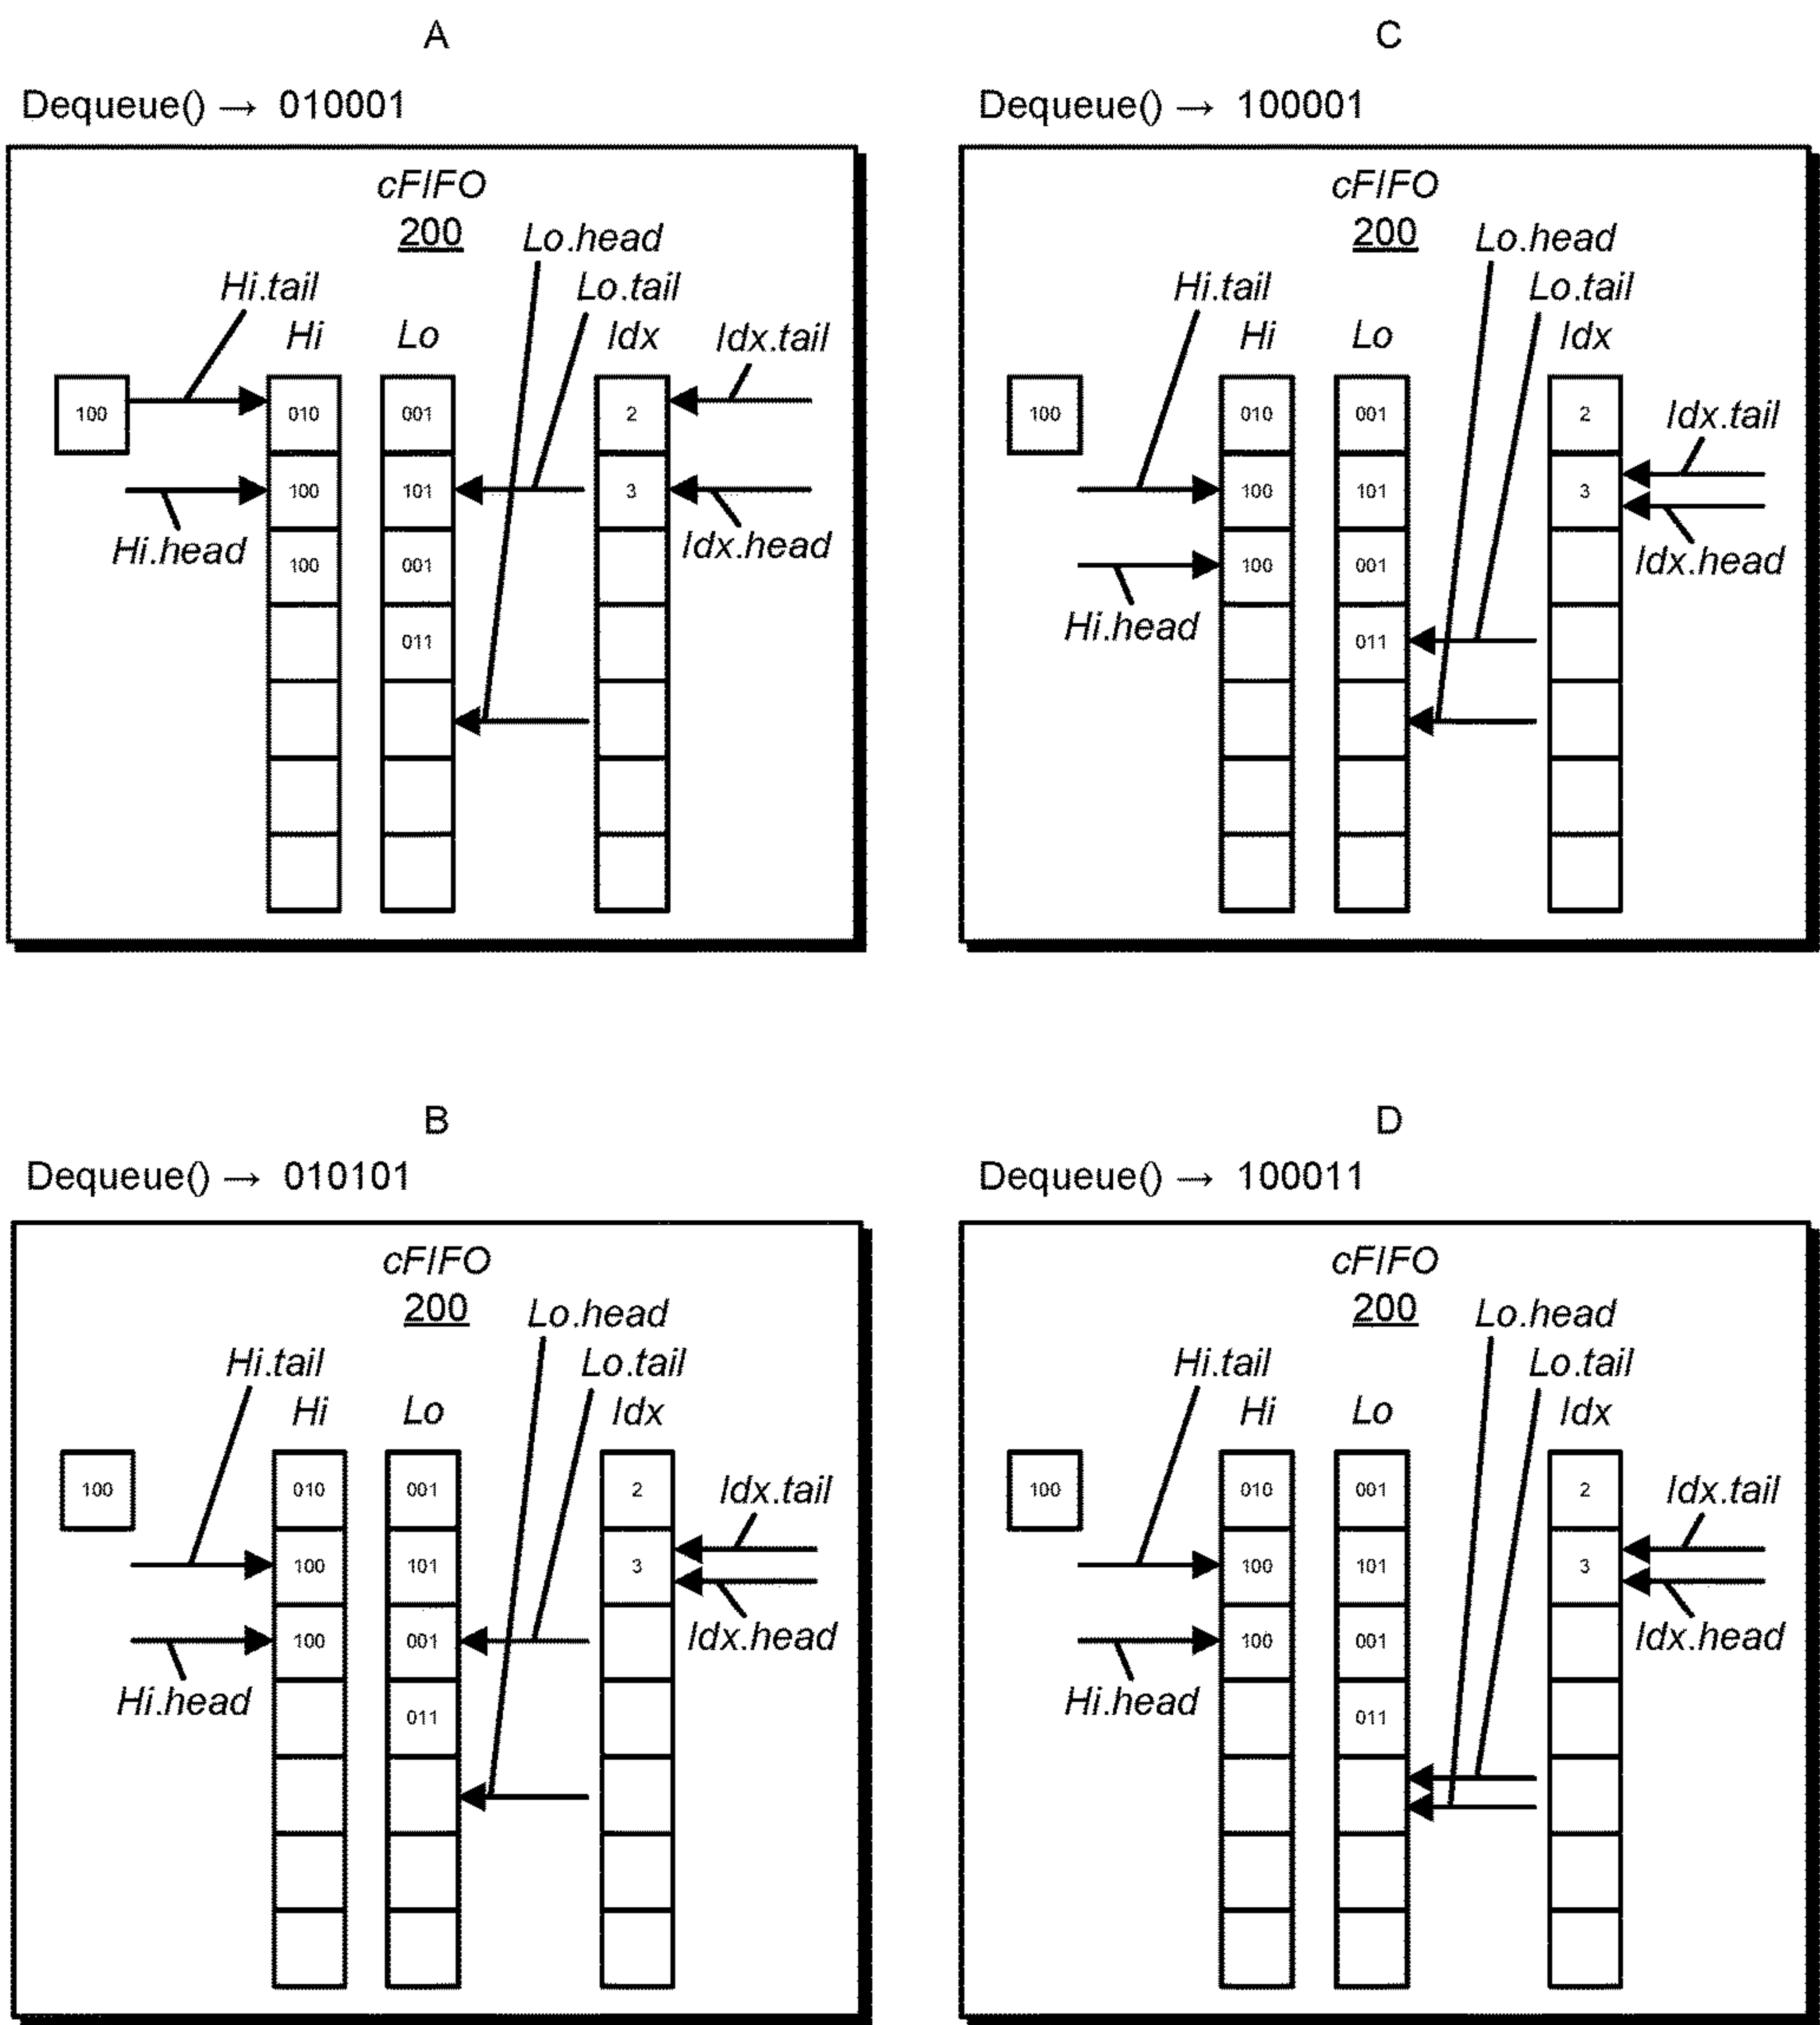 A
Dequeue() → 010001
cFIFO
200
Lo.head
Hi.tail
Lo.tail
Hi
Lo
Idx
Idx.tail
100
010
001
2
100
101
3
Hi.head
Idx.head
100
001
011
C
Dequeue() → 100001
cFIFO
200
Lo.head
Hi.tail
Lo.tail
Hi
Lo
Idx
100
010
001
2
Idx.tail
100
101
3
100
001
Idx.head
Hi.head
011
B
Dequeue() → 010101
cFIFO
200
Lo.head
Hi.tail
Lo.tail
Hi
Lo
Idx
100
010
001
2
Idx.tail
100
101
3
100
001
Idx.head
Hi.head
011
D
Dequeue() → 100011
cFIFO
200
Lo.head
Hi.tail
Lo.tail
Hi
Lo
Idx
100
010
001
2
Idx.tail
100
101
3
100
001
Idx.head
Hi.head
011